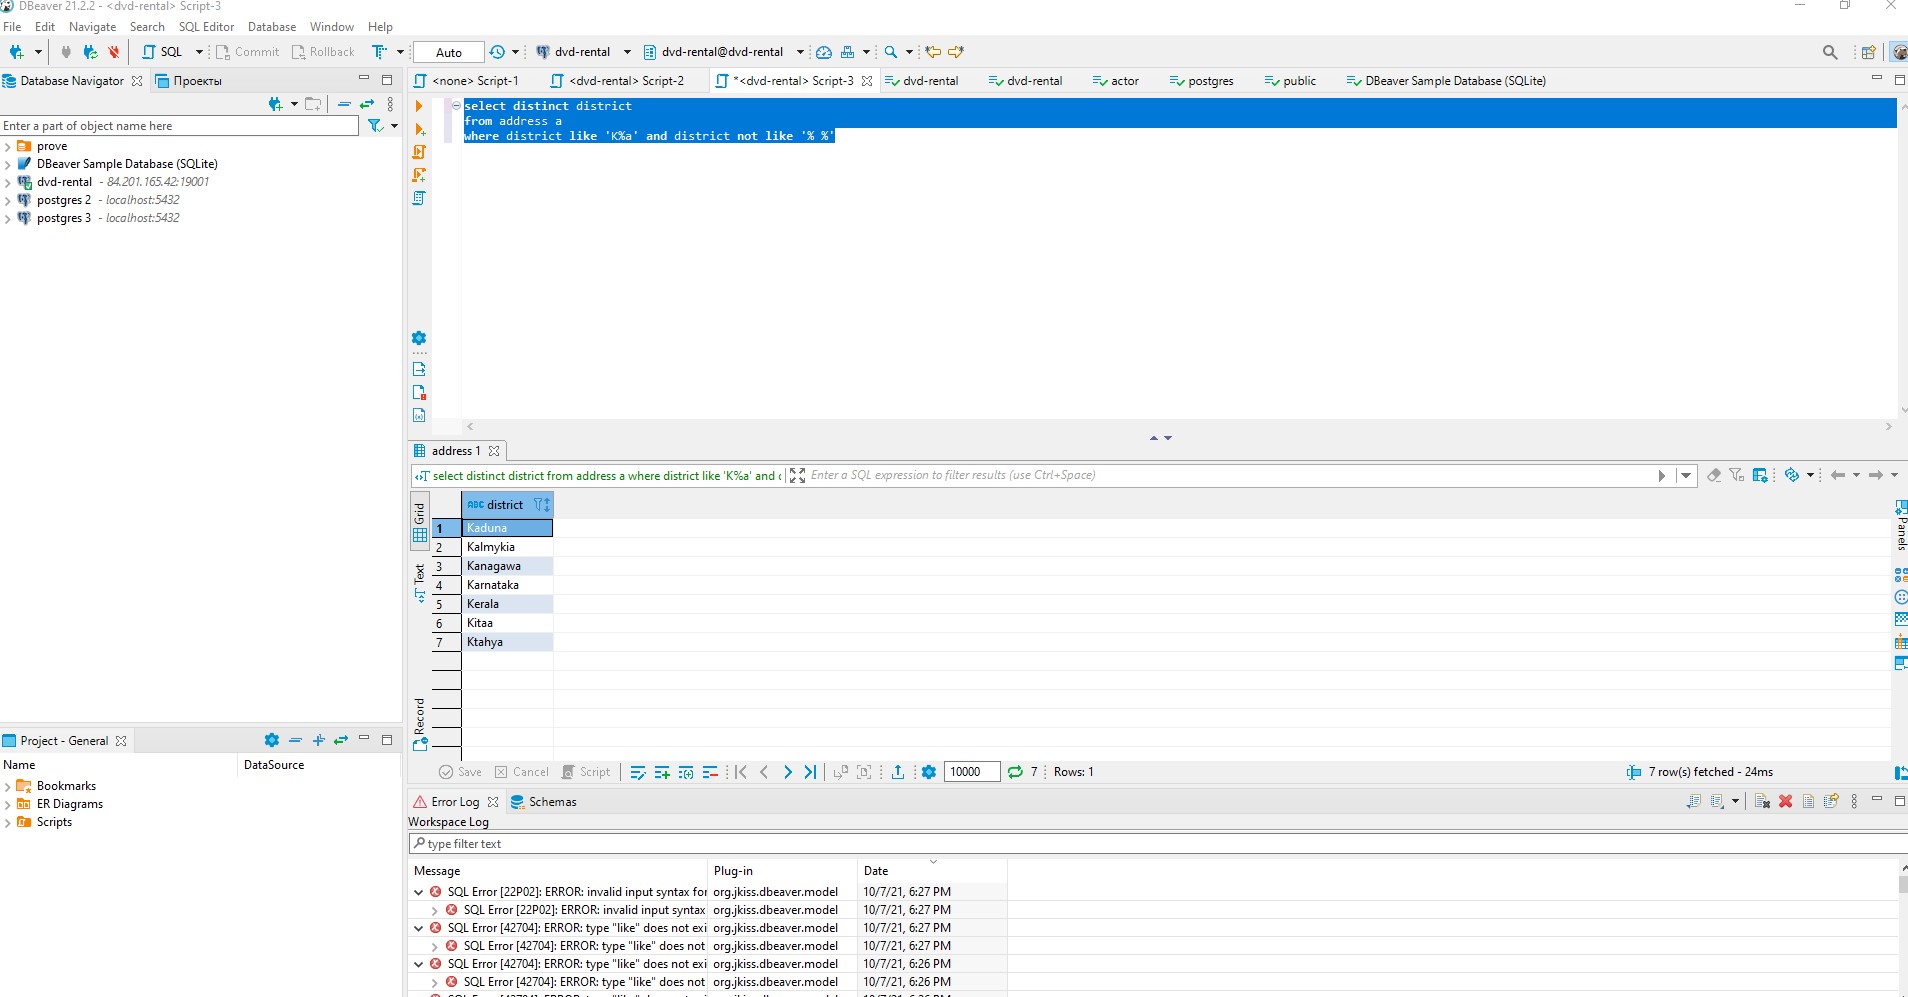 DBeaver 21.2.2 - <dvd-rental> Script-3
File Edit Navigate Search SQL Editor Database Window Help
SQL Commit Rollback Auto dvd-rental dvd-rental@dvd-rental
Database Navigator Проекты
<none> Script-1 <dvd-rental> Script-2 *<dvd-rental> Script-3 dvd-rental dvd-rental actor postgres public DBeaver Sample Database (SQLite)
Enter a part of object name here
prove
DBeaver Sample Database (SQLite)
dvd-rental - 84.201.165.42:19001
postgres 2 - localhost:5432
postgres 3 - localhost:5432
select distinct district
from address a
where district like 'K%a' and district not like '% %'
address 1
select distinct district from address a where district like 'K%a' and
Enter a SQL expression to filter results (use Ctrl+Space)
Grid
Text
Record
Panels
ABC district
1 Kaduna
2 Kalmykia
3 Kanagawa
4 Karnataka
5 Kerala
6 Kitaa
7 Ktahya
Save Cancel Script 10000 7 Rows: 1 7 row(s) fetched - 24ms
Project - General
Name DataSource
Bookmarks
ER Diagrams
Scripts
Error Log Schemas
Workspace Log
type filter text
Message Plug-in Date
SQL Error [22P02]: ERROR: invalid input syntax for org.jkiss.dbeaver.model 10/7/21, 6:27 PM
SQL Error [22P02]: ERROR: invalid input syntax org.jkiss.dbeaver.model 10/7/21, 6:27 PM
SQL Error [42704]: ERROR: type "like" does not exi org.jkiss.dbeaver.model 10/7/21, 6:27 PM
SQL Error [42704]: ERROR: type "like" does not org.jkiss.dbeaver.model 10/7/21, 6:27 PM
SQL Error [42704]: ERROR: type "like" does not exi org.jkiss.dbeaver.model 10/7/21, 6:26 PM
SQL Error [42704]: ERROR: type "like" does not org.jkiss.dbeaver.model 10/7/21, 6:26 PM